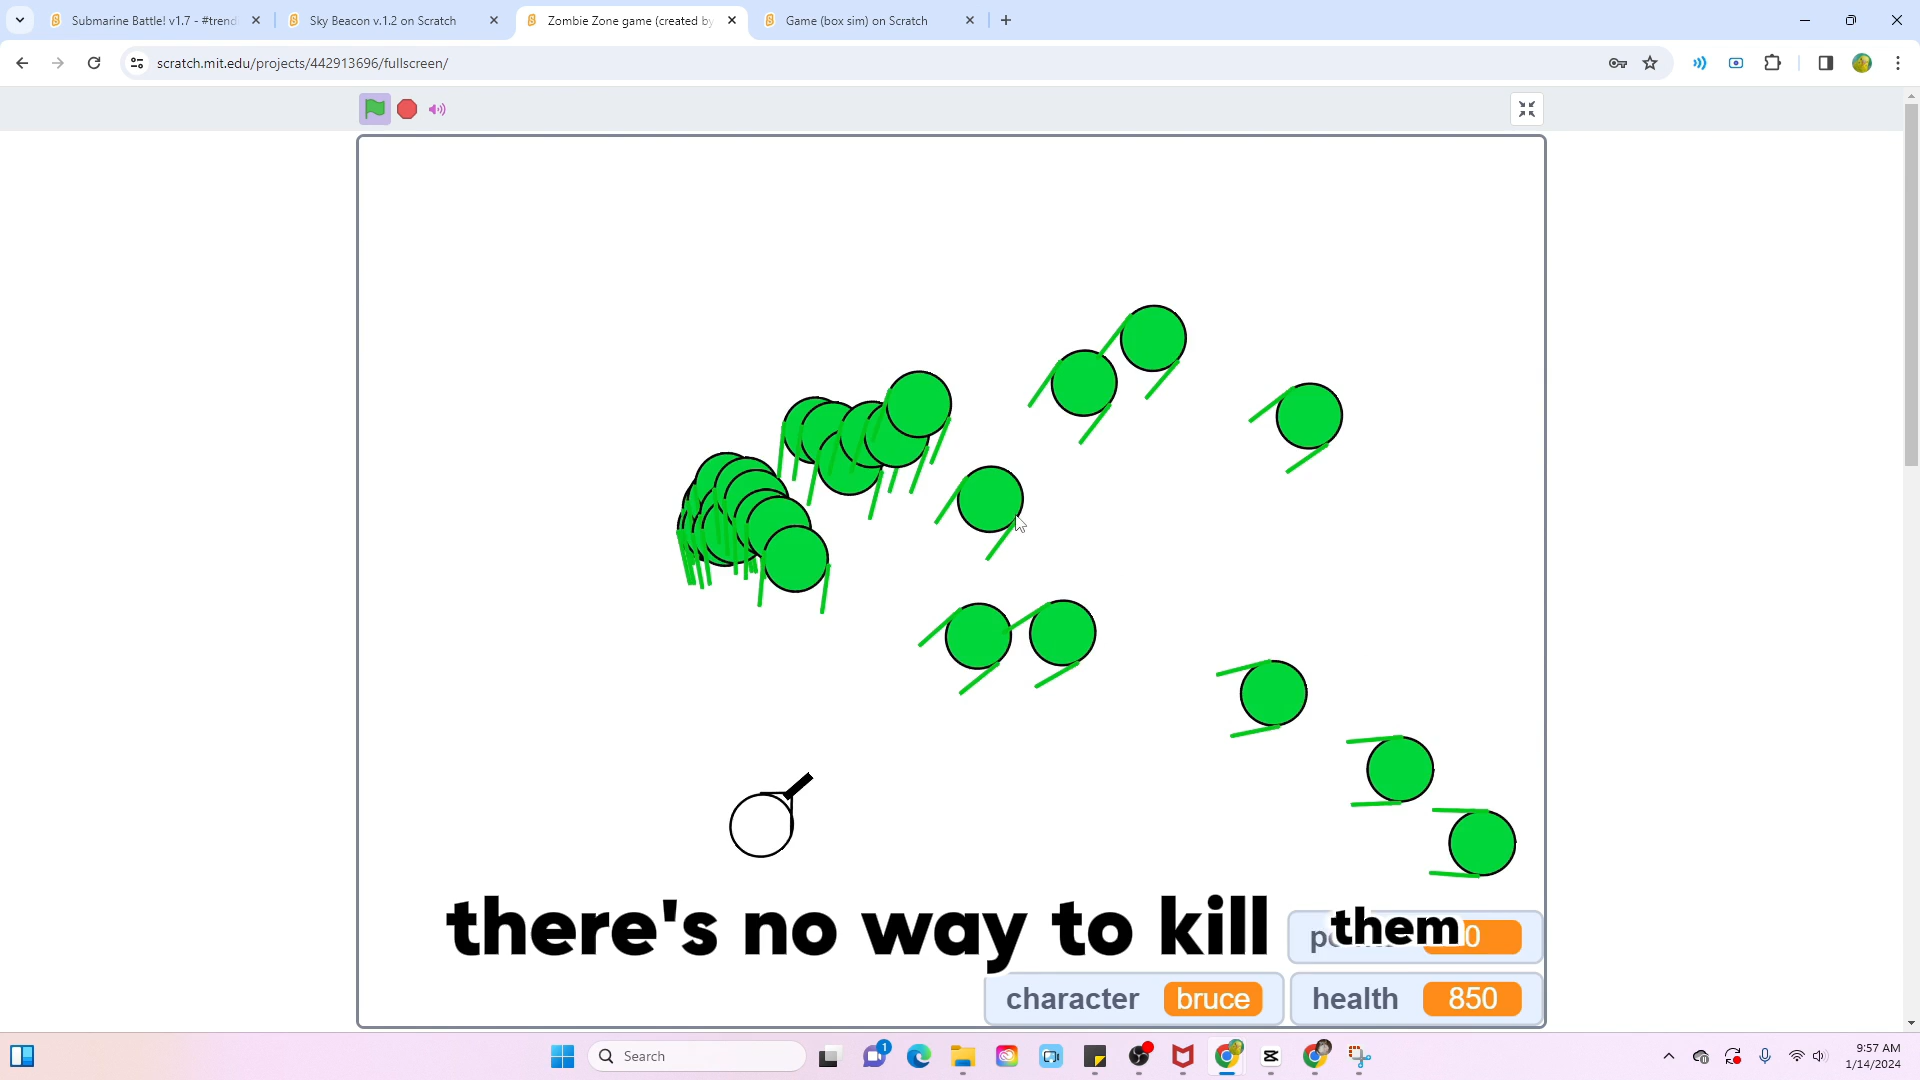 Submarine Battle! v1.7 - #trend
Sky Beacon v.1.2 on Scratch
Zombie Zone game (created by
Game (box sim) on Scratch
scratch.mit.edu/projects/442913696/fullscreen/
there's no way to kill them
character bruce
health 850
Search
1
9:57 AM
1/14/2024